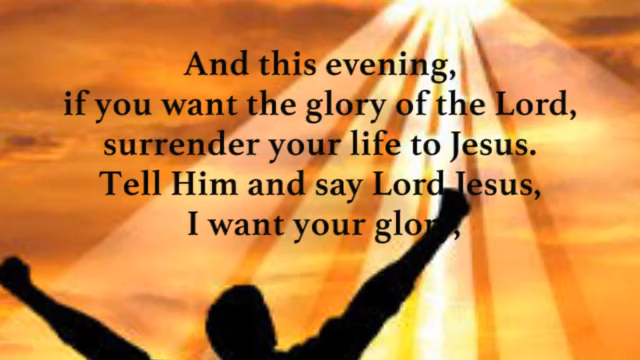 And this evening,
if you want the glory of the Lord,
surrender your life to Jesus.
Tell Him and say Lord Jesus,
I want your glory,